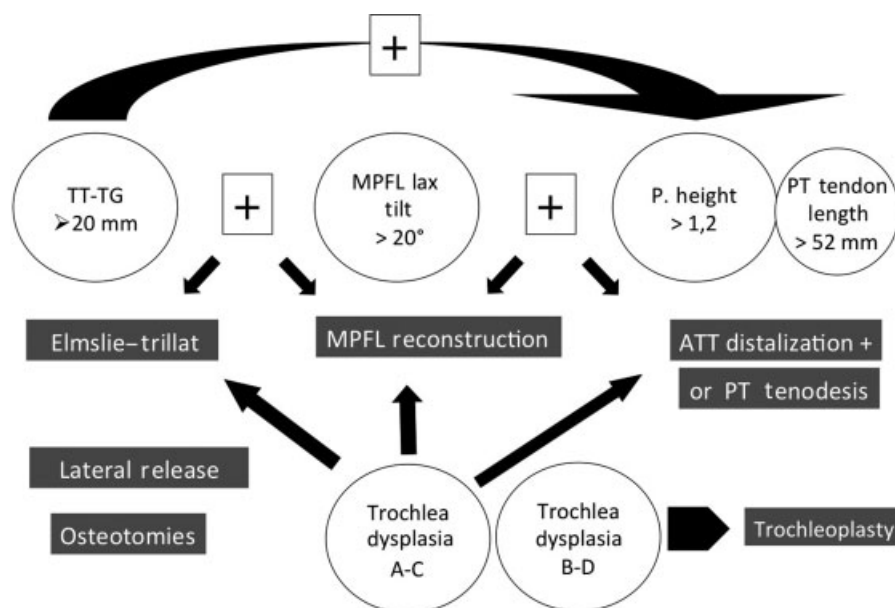 +
TT-TG
➢20 mm
+
MPFL lax
tilt
> 20°
+
P. height
> 1,2
PT tendon
length
> 52 mm
Elmslie–trillat
MPFL reconstruction
ATT distalization +
or PT tenodesis
Lateral release
Osteotomies
Trochlea
dysplasia
A-C
Trochlea
dysplasia
B-D
Trochleoplasty